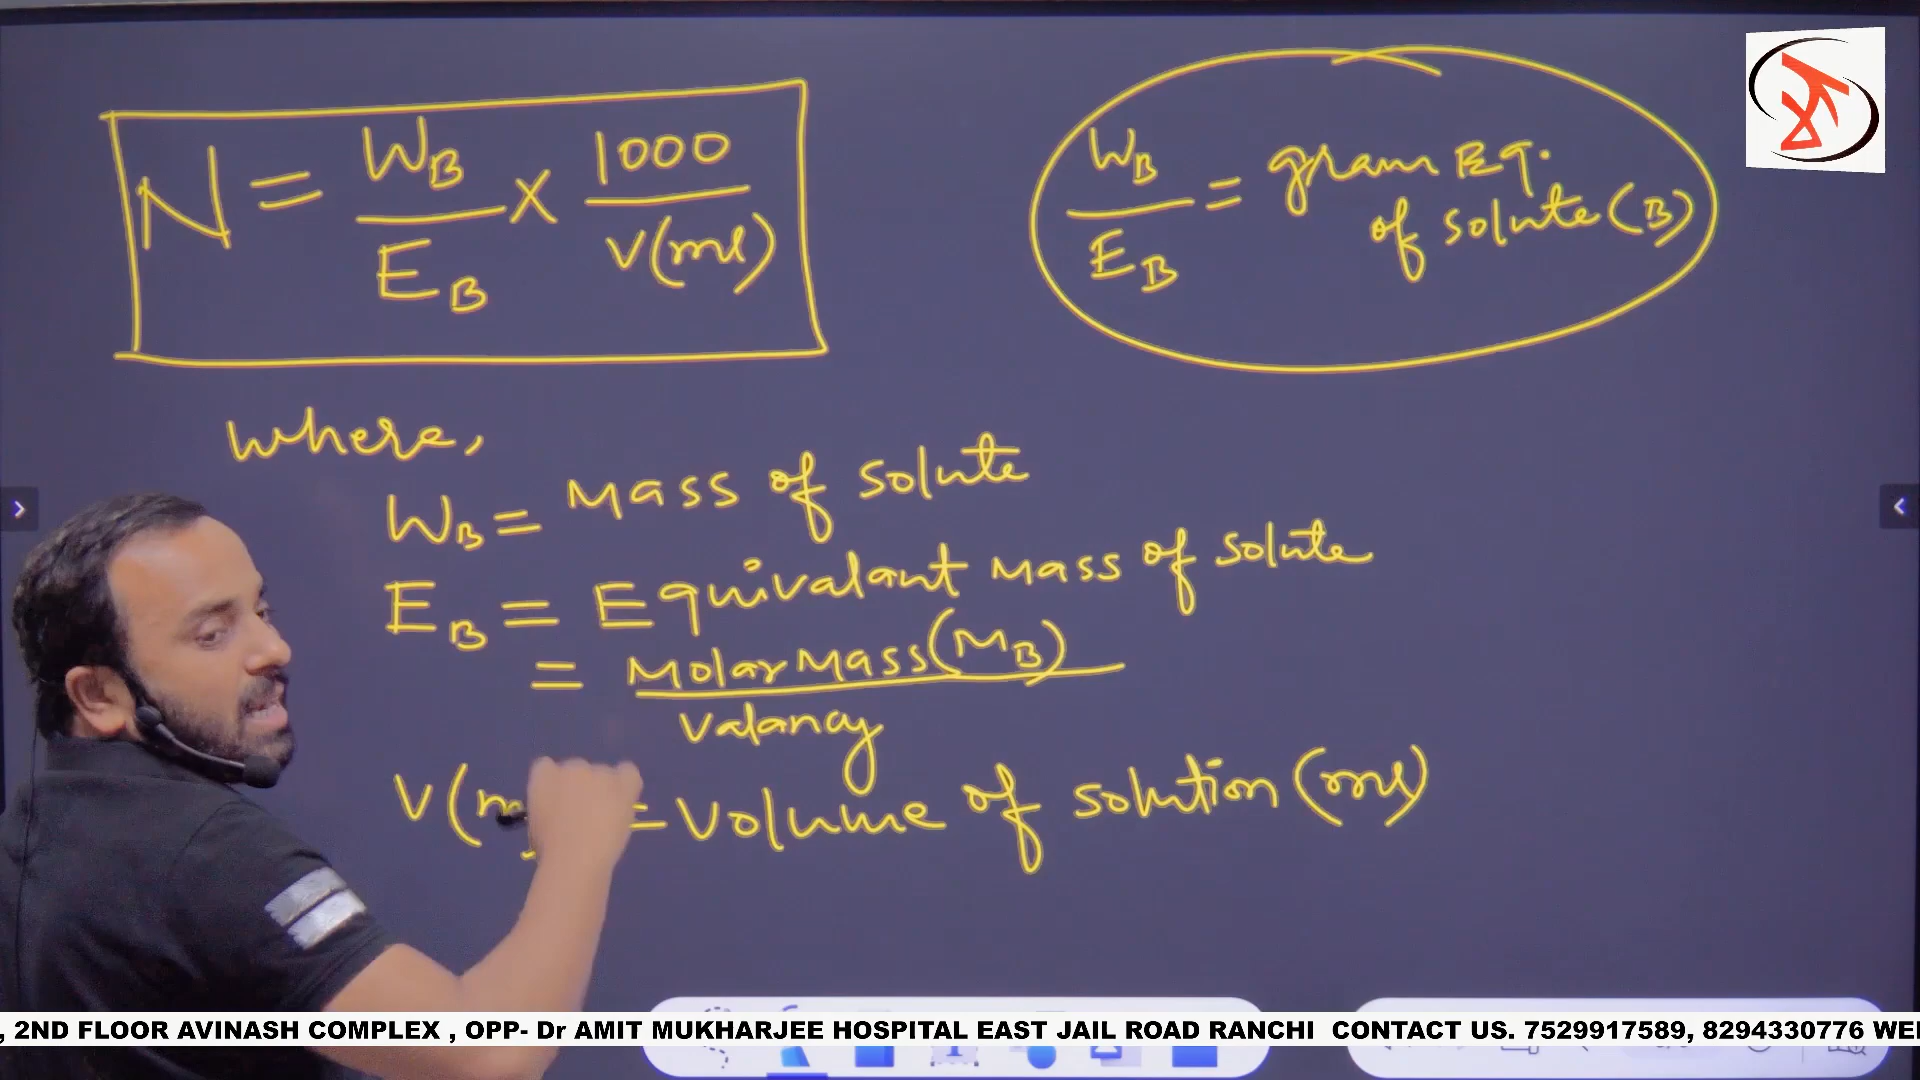 N = W_B / E_B × 1000 / V(ml)
W_B / E_B = gram Eq. of solute (B)
where,
W_B = Mass of solute
E_B = Equivalant mass of solute
= Molar Mass (M_B) / Valancy
V(m = Volume of solution (ml)
, 2ND FLOOR AVINASH COMPLEX , OPP- Dr AMIT MUKHARJEE HOSPITAL EAST JAIL ROAD RANCHI CONTACT US. 7529917589, 8294330776